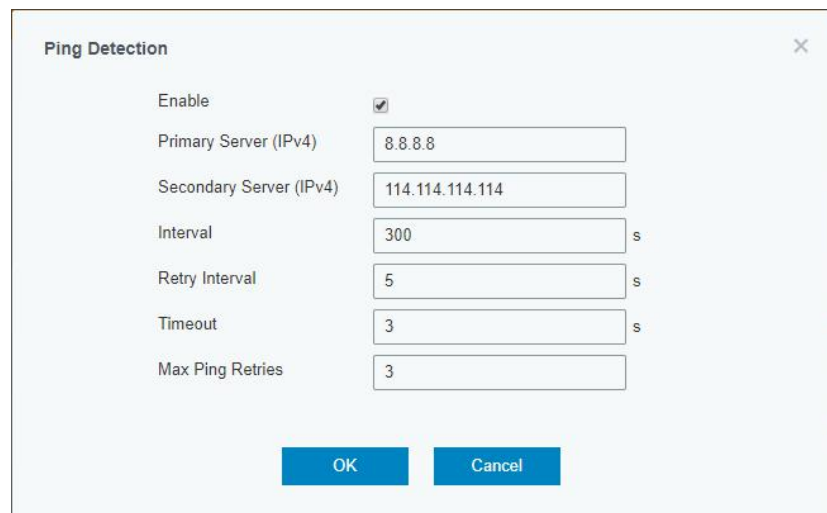 Ping Detection
Enable
Primary Server (IPv4) 8.8.8.8
Secondary Server (IPv4) 114.114.114.114
Interval 300 s
Retry Interval 5 s
Timeout 3 s
Max Ping Retries 3
OK Cancel